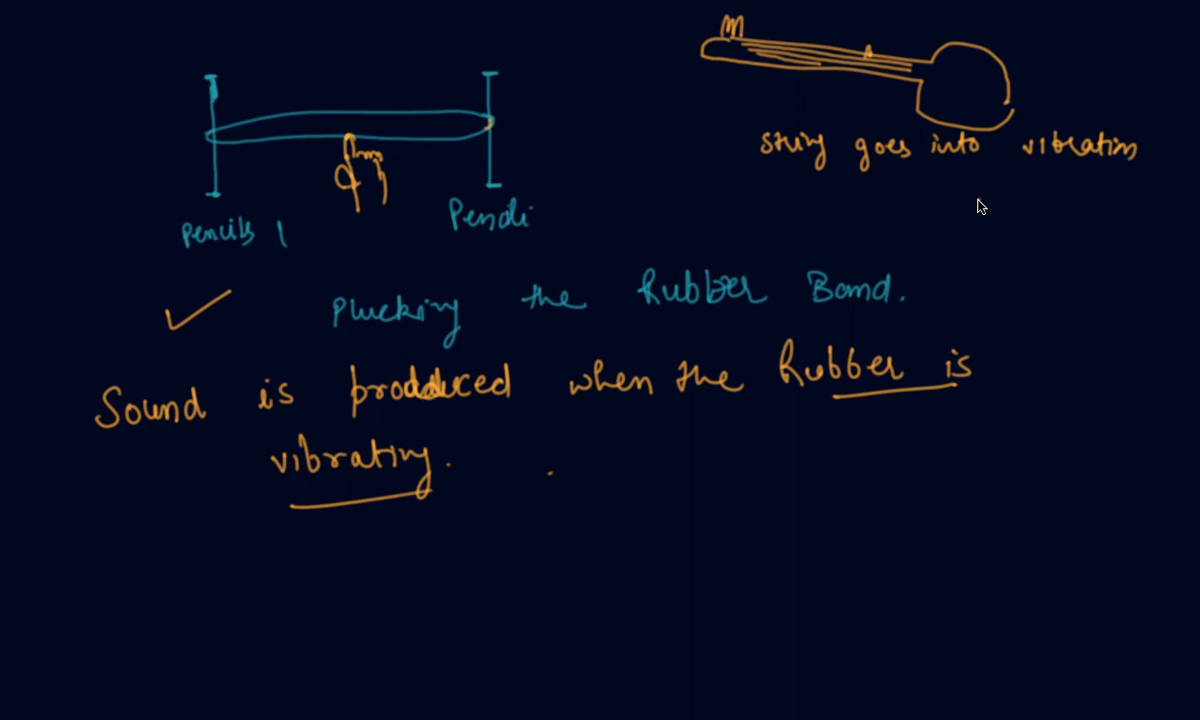 String goes into vibration
Pencils 1
Pencil
Plucking the Rubber Band.
Sound is produced when the Rubber is
vibrating.